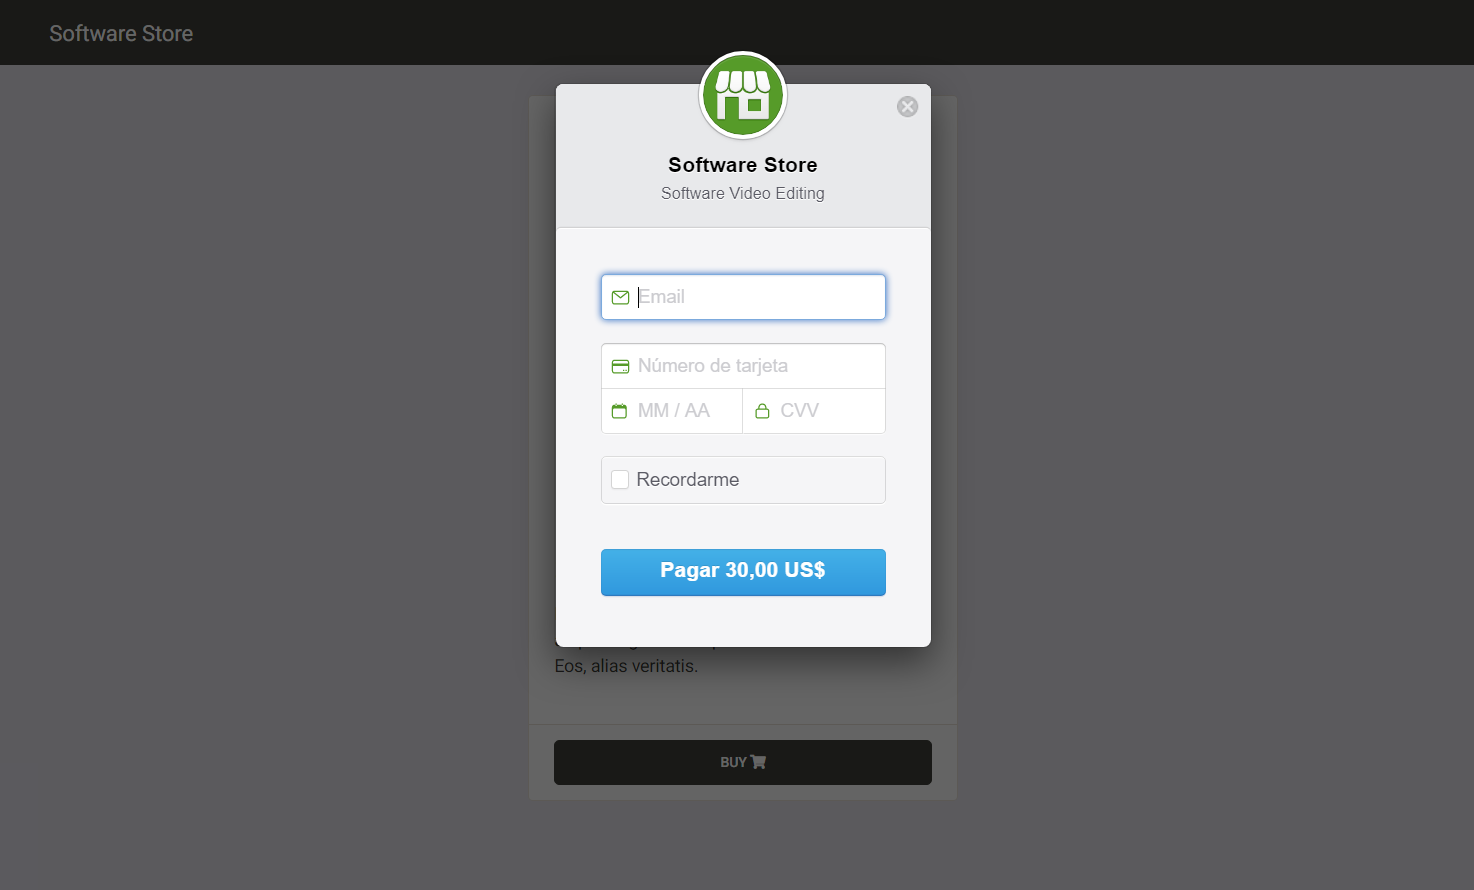 Software Store
Software Store
Software Video Editing
Email
Número de tarjeta
MM / AA
CVV
Recordarme
Pagar 30,00 US$
Eos, alias veritatis.
BUY